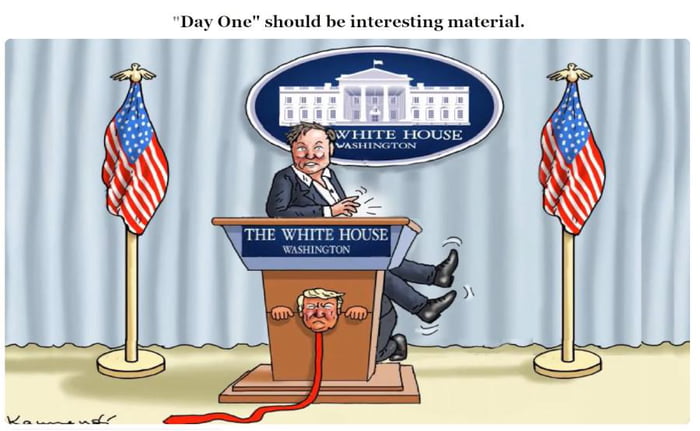 "Day One" should be interesting material.
WHITE HOUSE
WASHINGTON
THE WHITE HOUSE
WASHINGTON